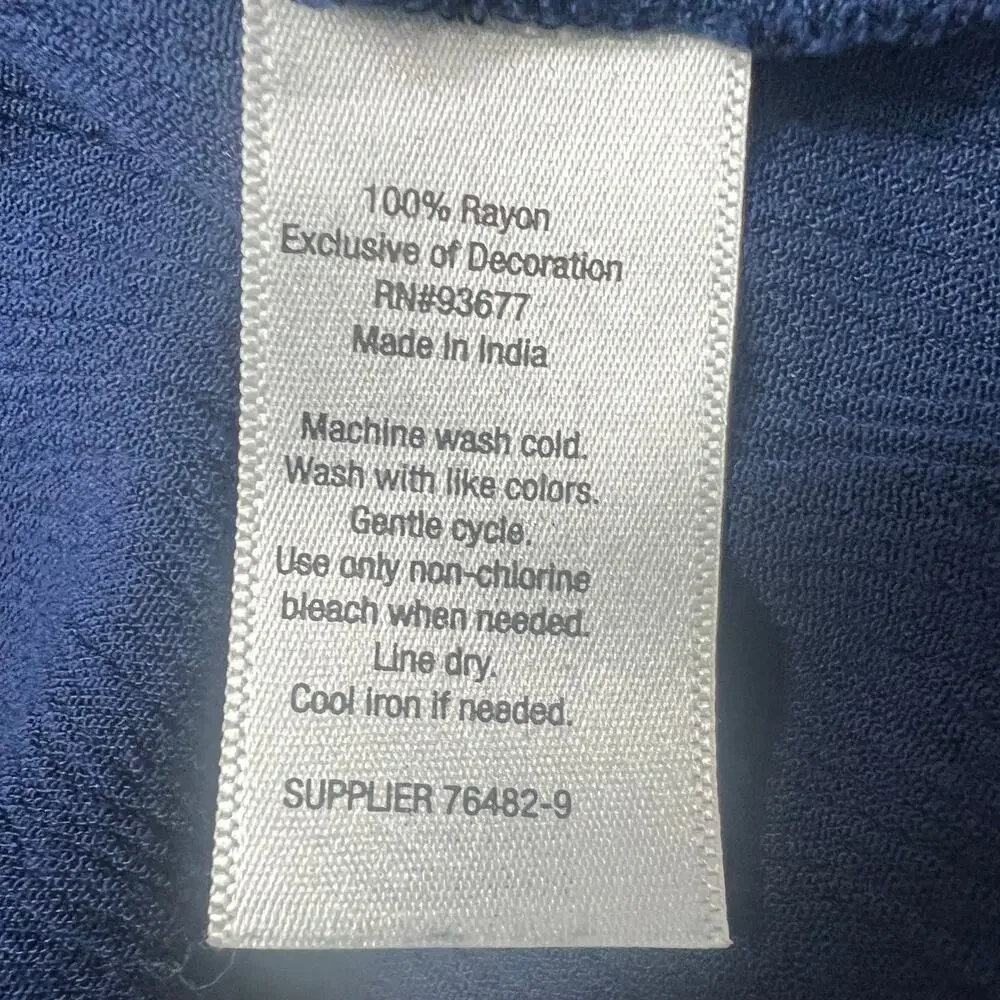 100% Rayon
Exclusive of Decoration
RN#93677
Made In India
Machine wash cold.
Wash with like colors.
Gentle cycle.
Use only non-chlorine
bleach when needed.
Line dry.
Cool iron if needed.
SUPPLIER 76482-9